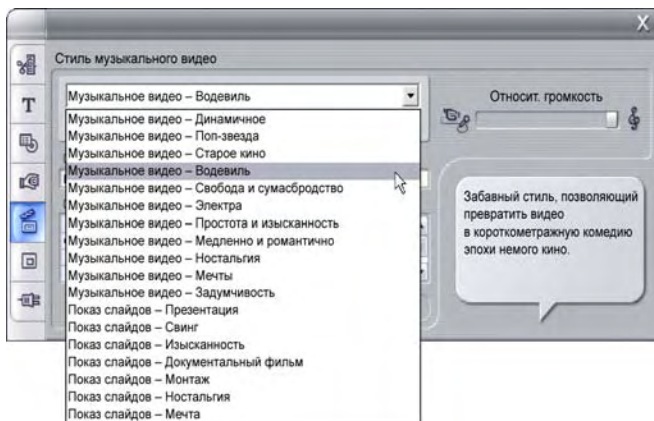 X
Стиль музыкального видео
Музыкальное видео – Водевиль
Относит. громкость
T
Музыкальное видео – Динамичное
Музыкальное видео – Поп-звезда
Музыкальное видео – Старое кино
Музыкальное видео – Водевиль
Музыкальное видео – Свобода и сумасбродство
Музыкальное видео – Электра
Музыкальное видео – Простота и изысканность
Музыкальное видео – Медленно и романтично
Музыкальное видео – Ностальгия
Музыкальное видео – Мечты
Музыкальное видео – Задумчивость
Показ слайдов – Презентация
Показ слайдов – Свинг
Показ слайдов – Изысканность
Показ слайдов – Документальный фильм
Показ слайдов – Монтаж
Показ слайдов – Ностальгия
Показ слайдов – Мечта
Забавный стиль, позволяющий
превратить видео
в короткометражную комедию
эпохи немого кино.